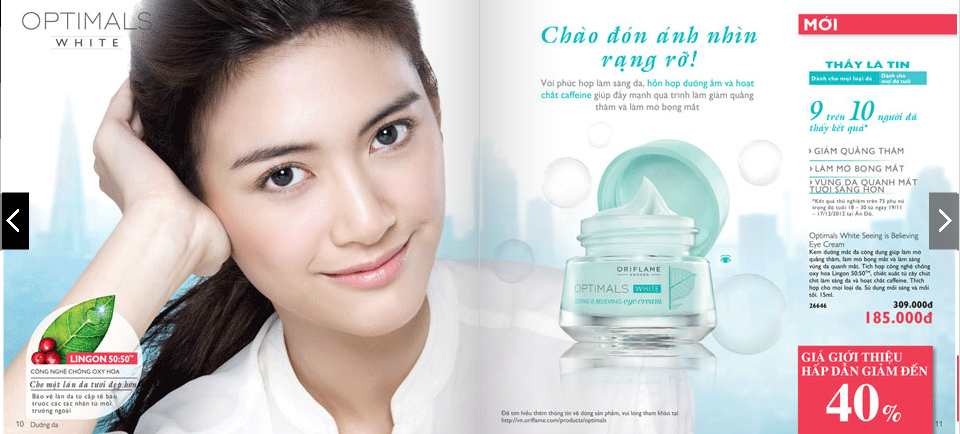 OPTIMALS
WHITE
LINGON 50:50™
CÔNG NGHỆ CHỐNG OXY HÓA
Cho một làn da tươi đẹp hơn
Bảo vệ làn da từ cấp tế bào
trước các tác nhân từ môi
trường ngoài
10 Dưỡng da
Chào đón ánh nhìn
rạng rỡ!
Với phức hợp làm sáng da, hỗn hợp dưỡng ẩm và hoạt
chất caffeine giúp đẩy mạnh quá trình làm giảm quầng
thâm và làm mờ bọng mắt
ORIFLAME
SWEDEN
OPTIMALS WHITE
SEEING IS BELIEVING eye cream
Để tìm hiểu thêm thông tin về dòng sản phẩm, vui lòng tham khảo tại
http://vn.oriflame.com/products/optimals
MỚI
THẤY LÀ TIN
Dành cho mọi loại da
Dành cho
mọi độ tuổi
9 trên 10 người đã
thấy kết quả*
> GIẢM QUẦNG THÂM
> LÀM MỜ BỌNG MẮT
> VÙNG DA QUANH MẮT
TƯƠI SÁNG HƠN
*Kết quả thử nghiệm trên 75 phụ nữ
trong độ tuổi 18 – 30 từ ngày 19/11
– 17/12/2012 tại Ấn Độ.
Optimals White Seeing is Believing
Eye Cream
Kem dưỡng mắt đa công dụng giúp làm mờ
quầng thâm, làm mờ bọng mắt và làm sáng
vùng da quanh mắt. Tích hợp công nghệ chống
oxy hóa Lingon 50:50™, chiết xuất từ cây chút
chít làm sáng da và hoạt chất caffeine. Thích
hợp cho mọi loại da. Sử dụng mỗi sáng và mỗi
tối. 15ml.
26646 309.000đ
185.000đ
GIÁ GIỚI THIỆU
HẤP DẪN GIẢM ĐẾN
40%
11